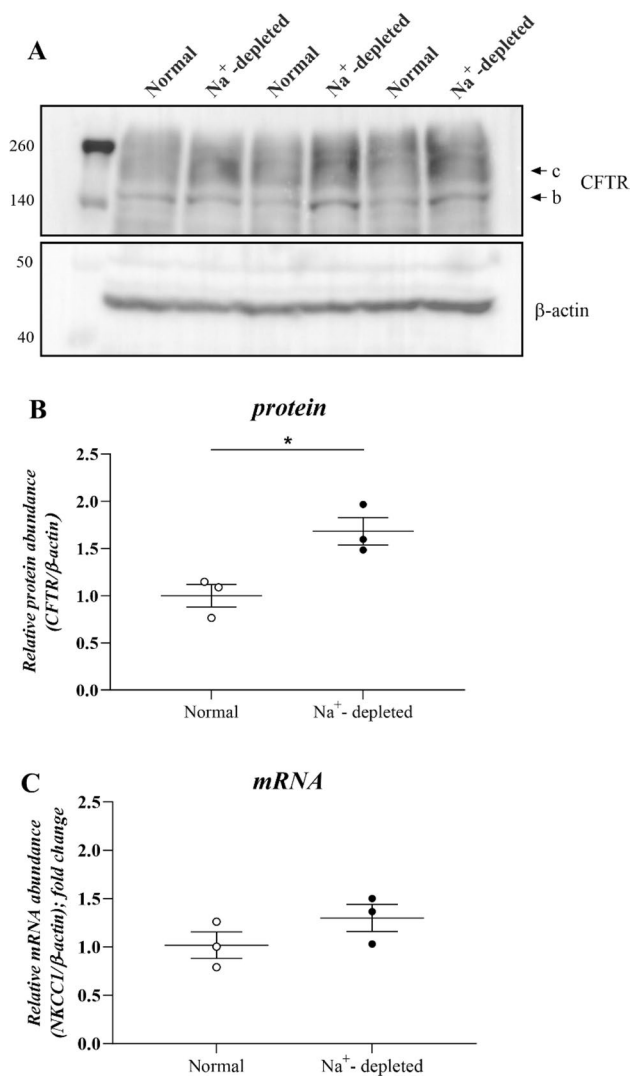 A
Normal
Na+-depleted
Normal
Na+-depleted
Normal
Na+-depleted
260
140
c
b
CFTR
50
40
β-actin
B
protein
Relative protein abundance
(CFTR/β-actin)
2.5
2.0
1.5
1.0
0.5
0.0
*
Normal
Na+- depleted
C
mRNA
Relative mRNA abundance
(NKCC1/β-actin); fold change
2.5
2.0
1.5
1.0
0.5
0.0
Normal
Na+- depleted